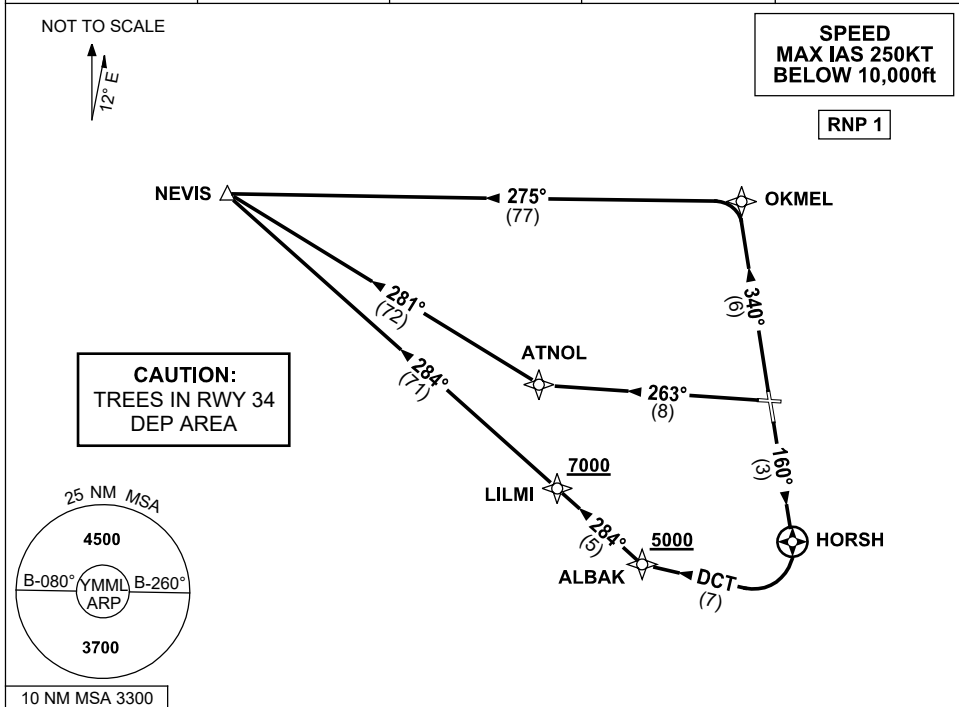 NOT TO SCALE
12° E
SPEED
MAX IAS 250KT
BELOW 10,000ft
RNP 1
NEVIS
275°
(77)
OKMEL
340°
(6)
281°
(72)
ATNOL
284°
(71)
263°
(8)
CAUTION:
TREES IN RWY 34
DEP AREA
160°
(3)
7000
LILMI
284°
(5)
5000
ALBAK
DCT
(7)
HORSH
25 NM MSA
4500
B-080°
YMML
ARP
B-260°
3700
10 NM MSA 3300